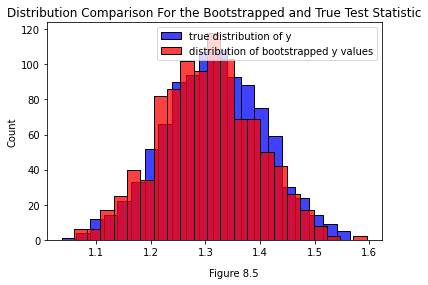 Distribution Comparison For the Bootstrapped and True Test Statistic
true distribution of y
distribution of bootstrapped y values
Count
120
100
80
60
40
20
0
1.1 1.2 1.3 1.4 1.5 1.6
Figure 8.5